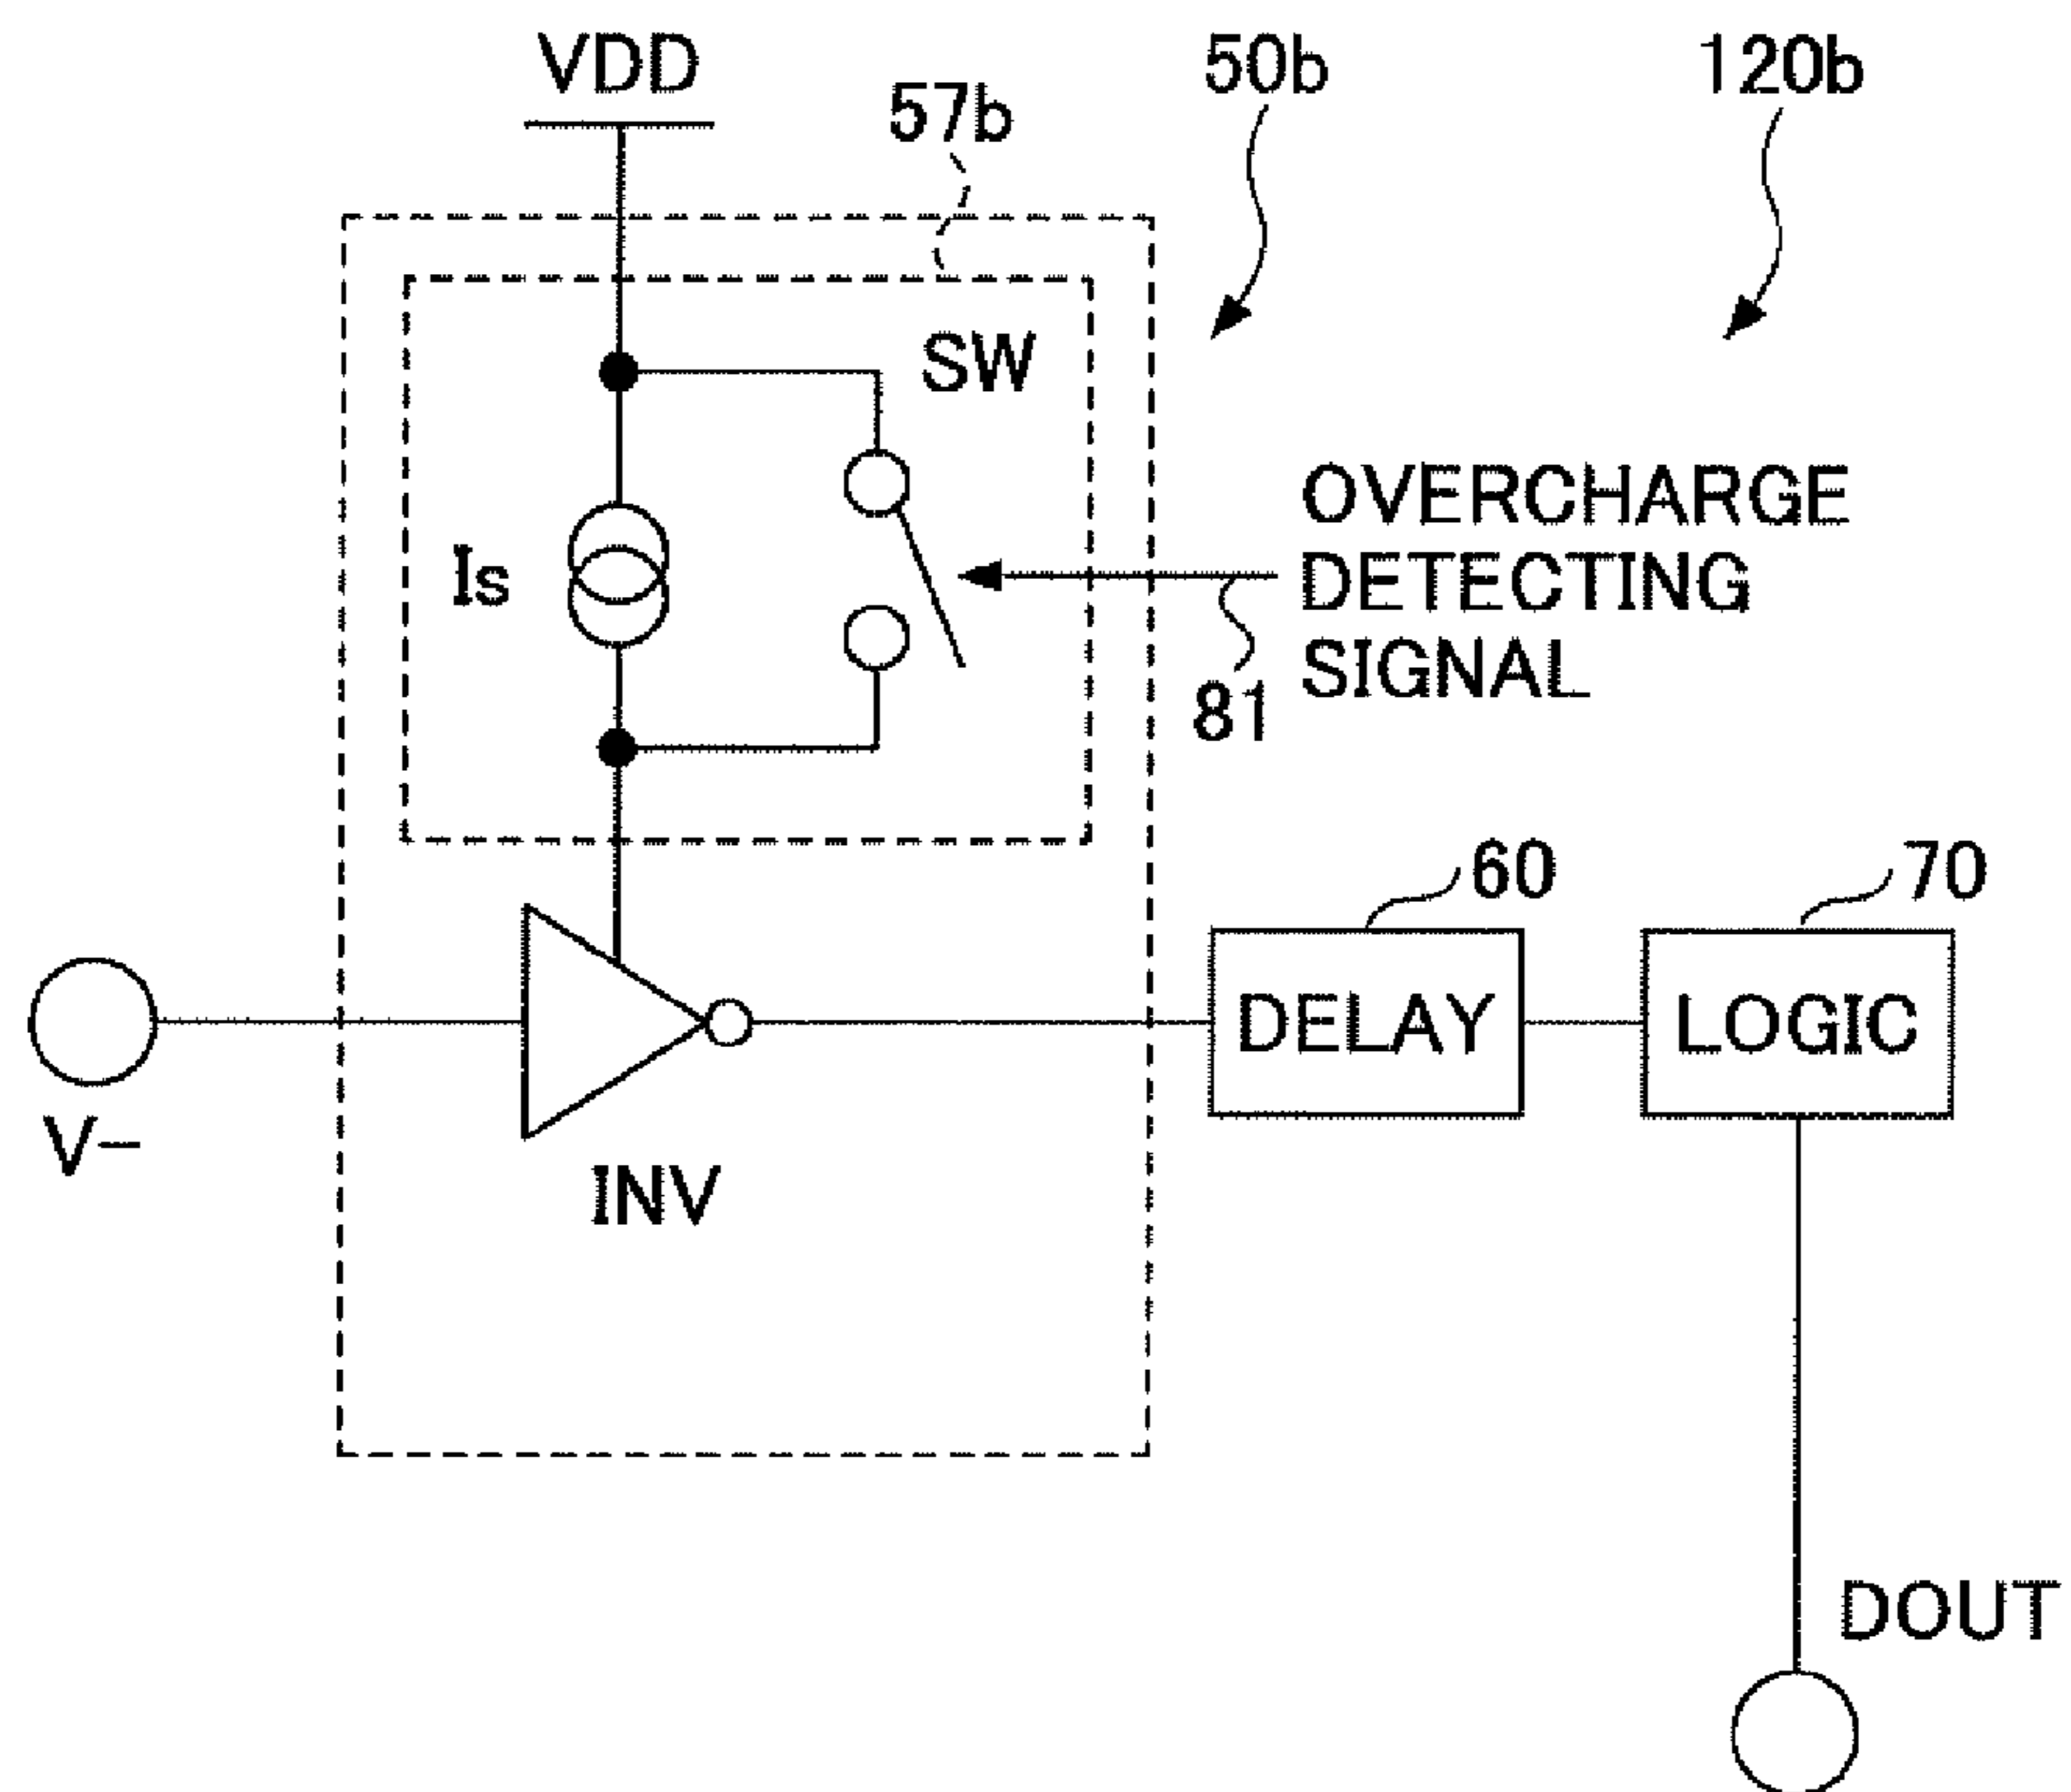 VDD
57b
50b
120b
SW
Is
OVERCHARGE
DETECTING
SIGNAL
81
60
70
DELAY
LOGIC
V−
INV
DOUT